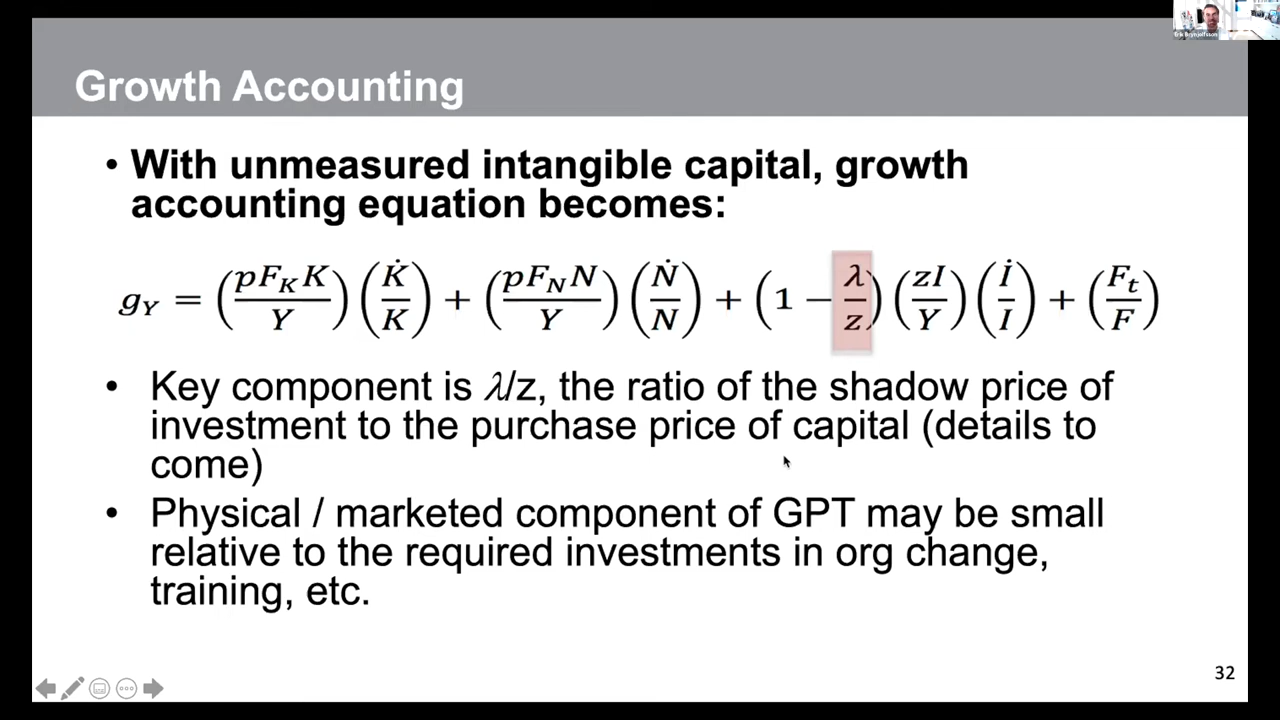 Erik Brynjolfsson
Growth Accounting
• With unmeasured intangible capital, growth
accounting equation becomes:
g_Y = (pF_K K / Y) (K̇ / K) + (pF_N N / Y) (Ṅ / N) + (1 − λ / z) (zI / Y) (İ / I) + (F_t / F)
• Key component is λ/z, the ratio of the shadow price of
investment to the purchase price of capital (details to
come)
• Physical / marketed component of GPT may be small
relative to the required investments in org change,
training, etc.
32